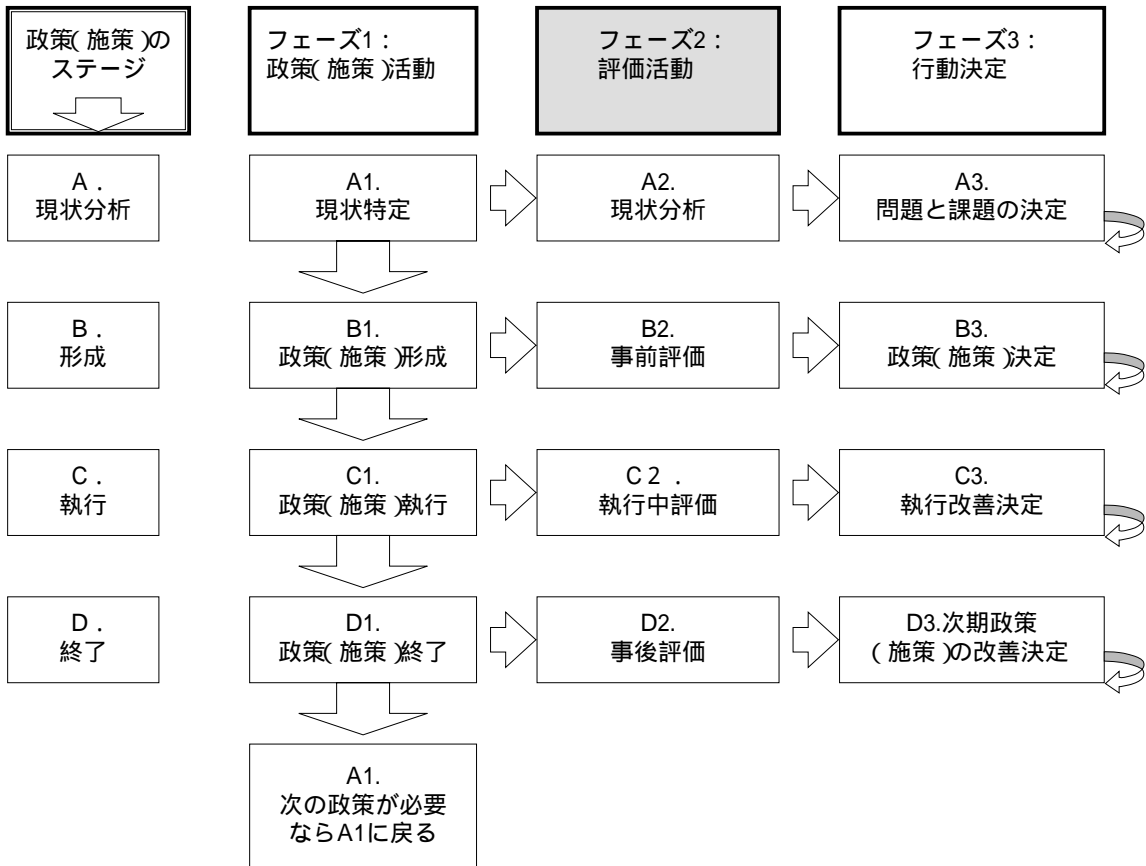 政策(施策)の
ステージ
フェーズ1:
政策(施策)活動
フェーズ2:
評価活動
フェーズ3:
行動決定
A.
現状分析
A1.
現状特定
A2.
現状分析
A3.
問題と課題の決定
B.
形成
B1.
政策(施策)形成
B2.
事前評価
B3.
政策(施策)決定
C.
執行
C1.
政策(施策)執行
C2.
執行中評価
C3.
執行改善決定
D.
終了
D1.
政策(施策)終了
D2.
事後評価
D3.次期政策
(施策)の改善決定
A1.
次の政策が必要
ならA1に戻る